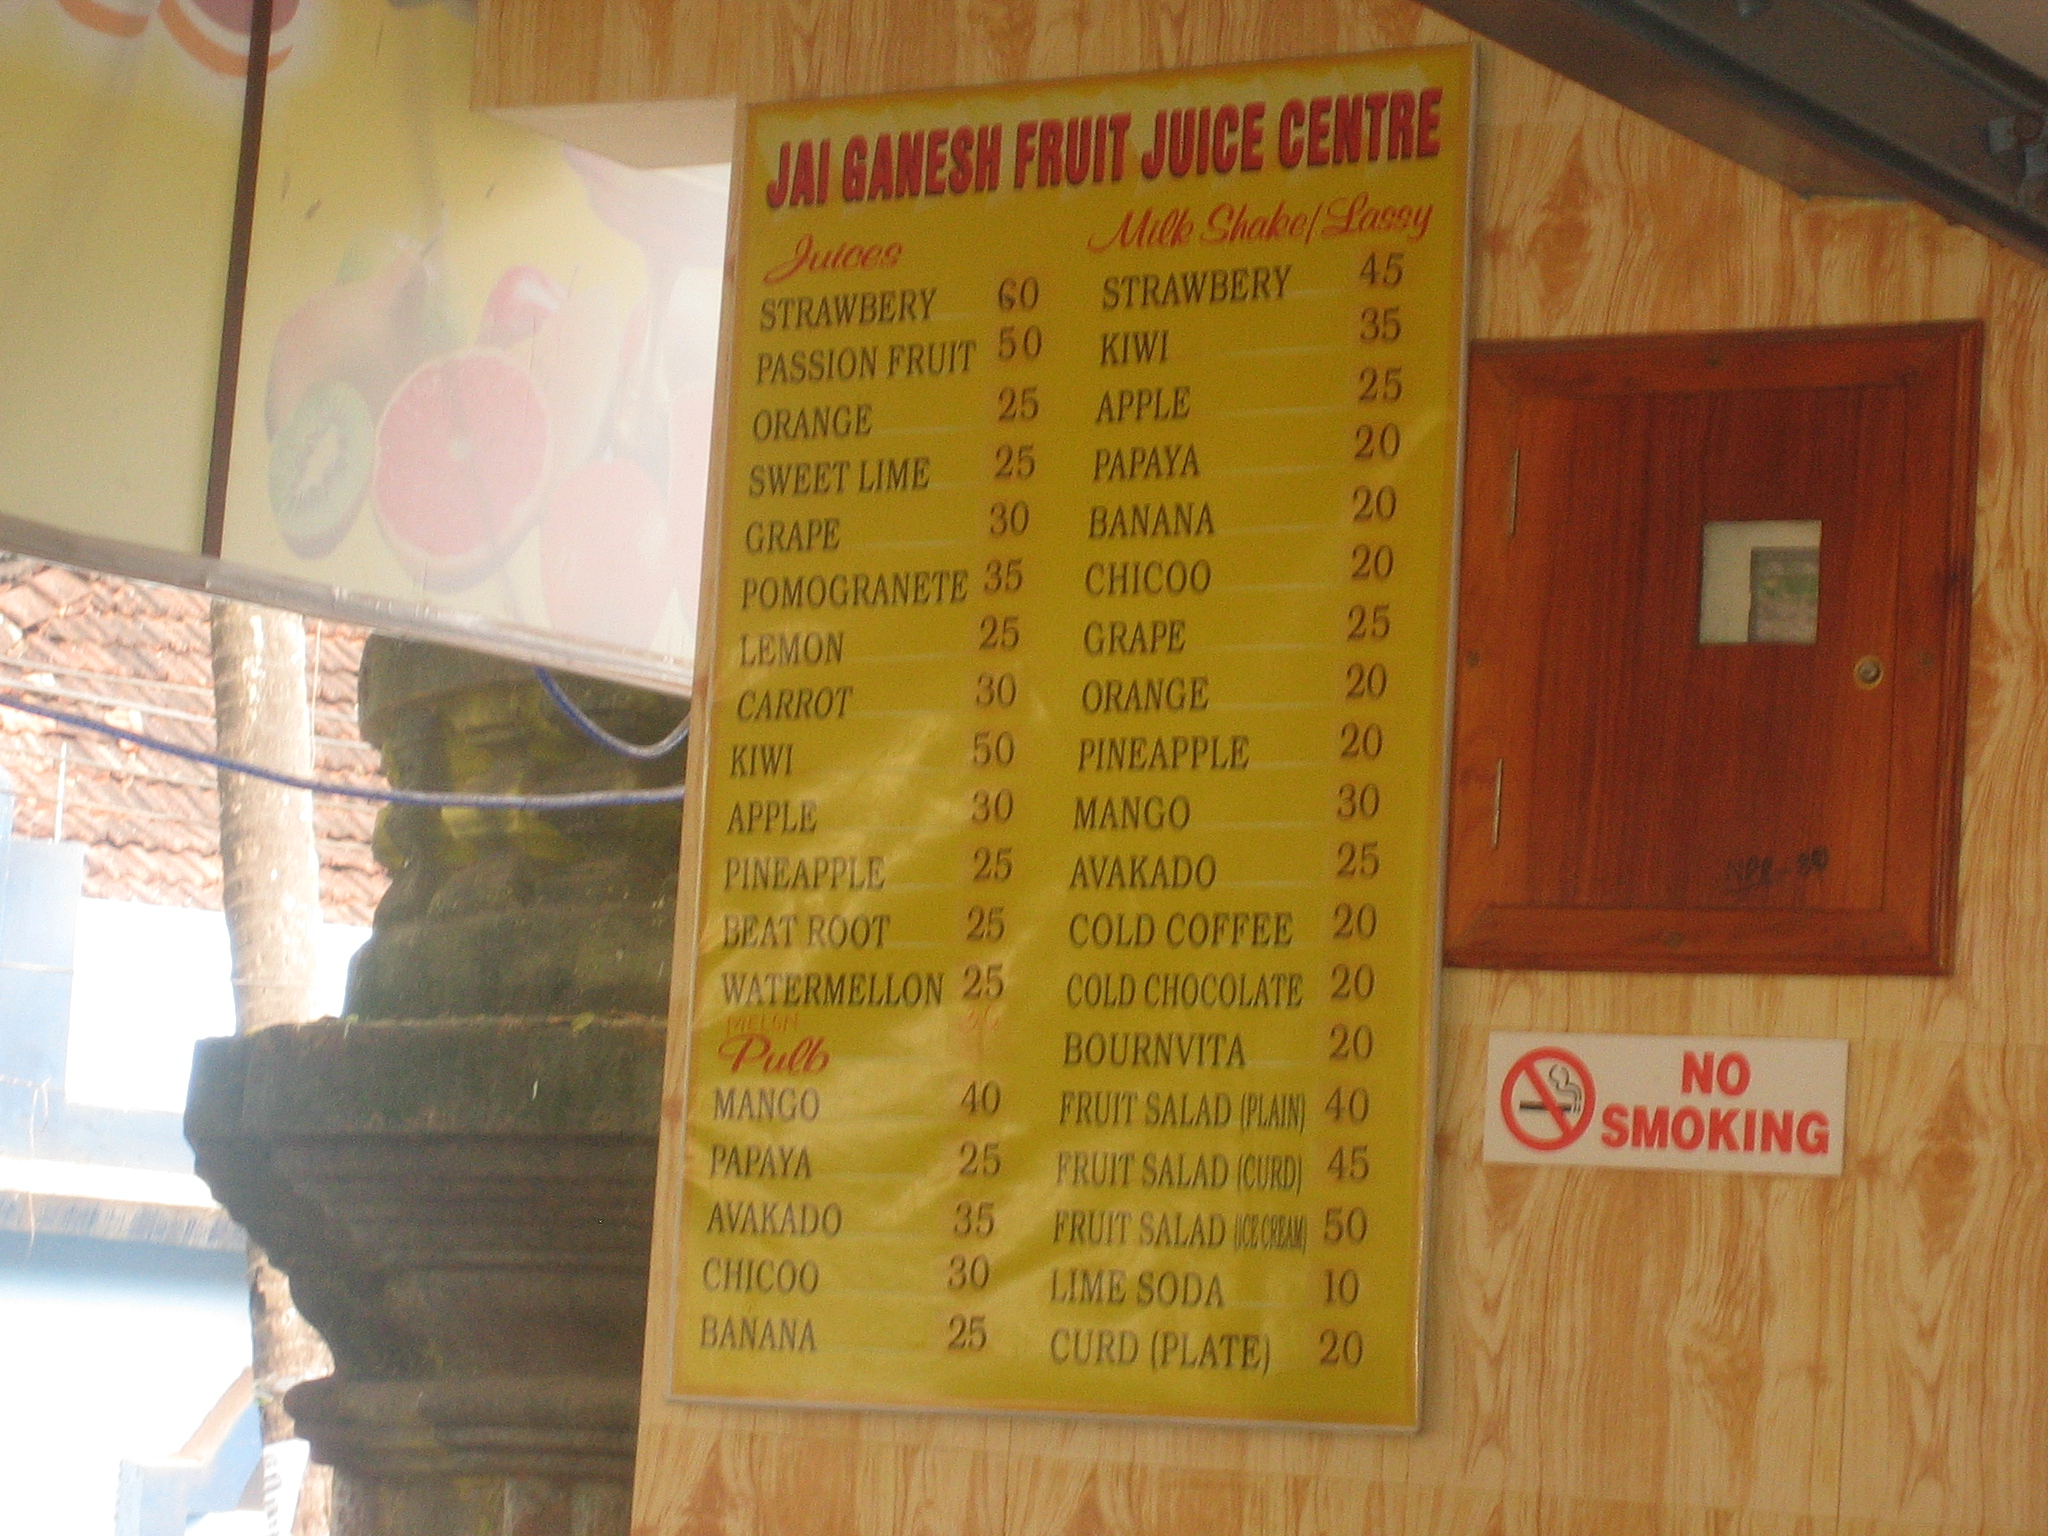 JAI GANESH FRUIT JUICE CENTRE
Juices
STRAWBERY 60
PASSION FRUIT 50
ORANGE 25
SWEET LIME 25
GRAPE 30
POMOGRANETE 35
LEMON 25
CARROT 30
KIWI 50
APPLE 30
PINEAPPLE 25
BEAT ROOT 25
WATERMELLON 25
MELON
Pulb
MANGO 40
PAPAYA 25
AVAKADO 35
CHICOO 30
BANANA 25
Milk Shake/Lassy
STRAWBERY 45
KIWI 35
APPLE 25
PAPAYA 20
BANANA 20
CHICOO 20
GRAPE 25
ORANGE 20
PINEAPPLE 20
MANGO 30
AVAKADO 25
COLD COFFEE 20
COLD CHOCOLATE 20
BOURNVITA 20
FRUIT SALAD (PLAIN) 40
FRUIT SALAD (CURD) 45
FRUIT SALAD (ICE CREAM) 50
LIME SODA 10
CURD (PLATE) 20
NO
SMOKING